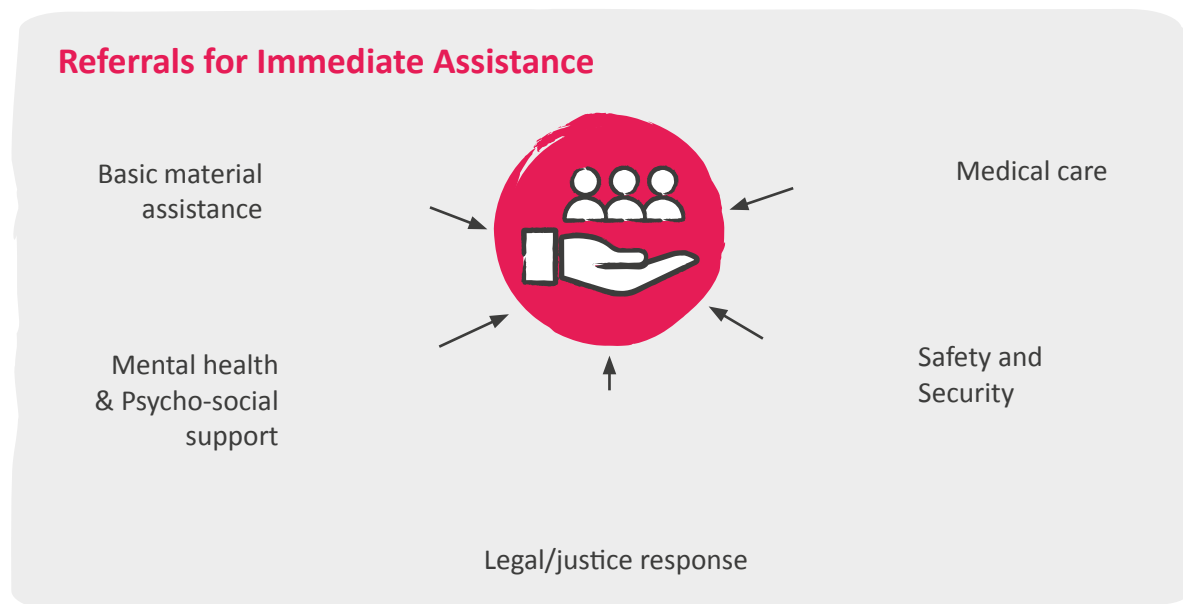 Referrals for Immediate Assistance
Basic material
assistance
Medical care
Mental health
& Psycho-social
support
Safety and
Security
Legal/justice response